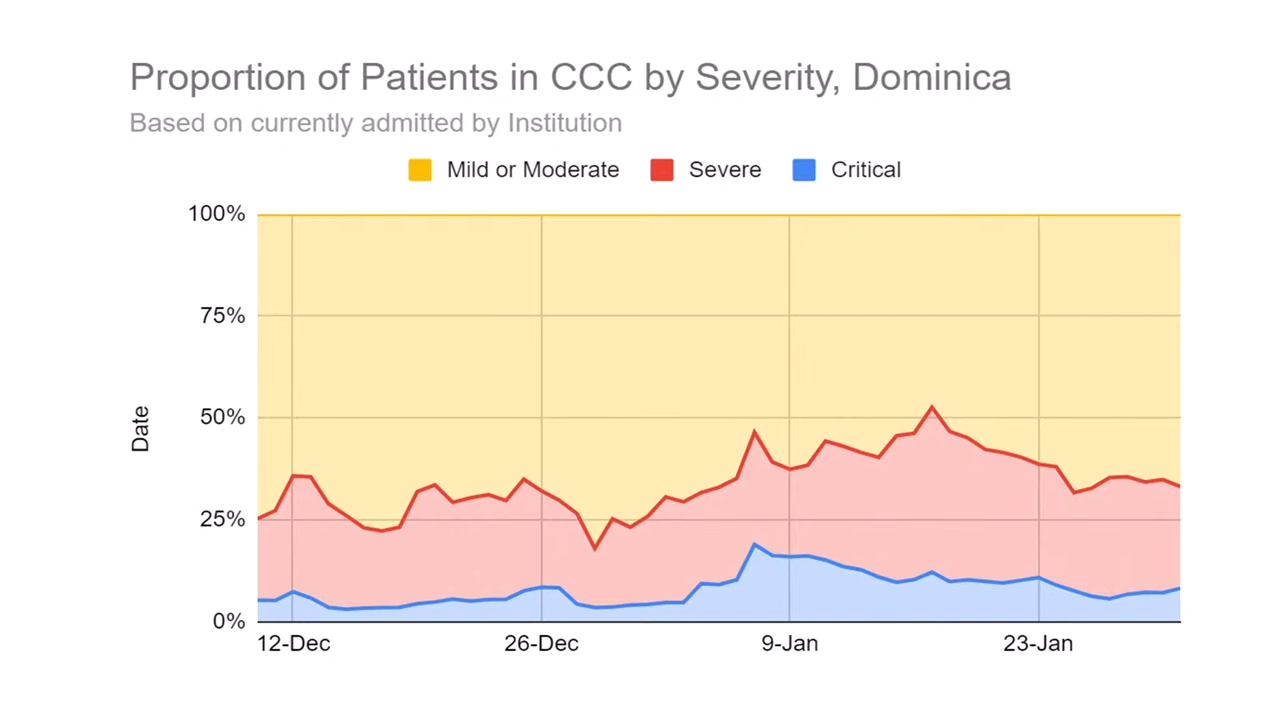 Proportion of Patients in CCC by Severity, Dominica
Based on currently admitted by Institution
Mild or Moderate Severe Critical
100%
75%
50%
25%
0%
Date
12-Dec 26-Dec 9-Jan 23-Jan